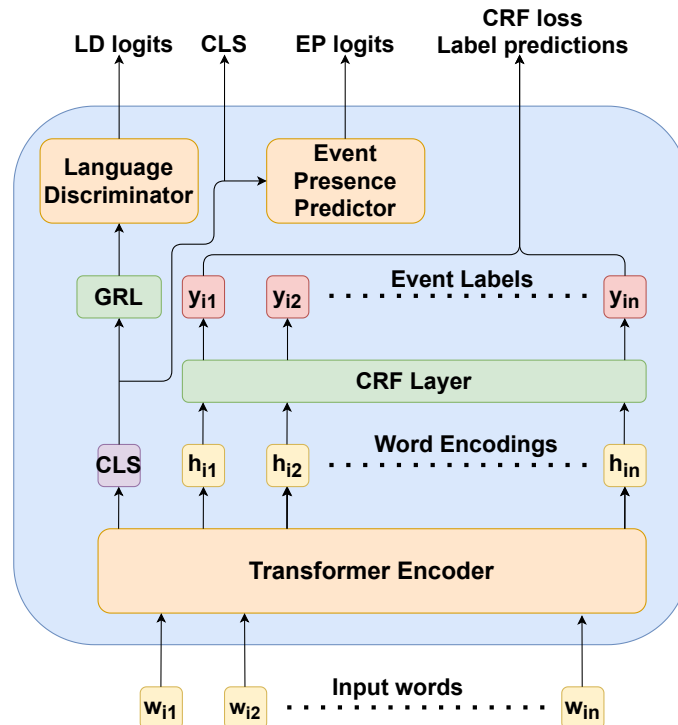 CRF loss
LD logits CLS EP logits Label predictions
Language
Discriminator
Event
Presence
Predictor
GRL
yi1 yi2 Event Labels yin
CRF Layer
CLS hi1 hi2 Word Encodings hin
Transformer Encoder
wi1 wi2 Input words win